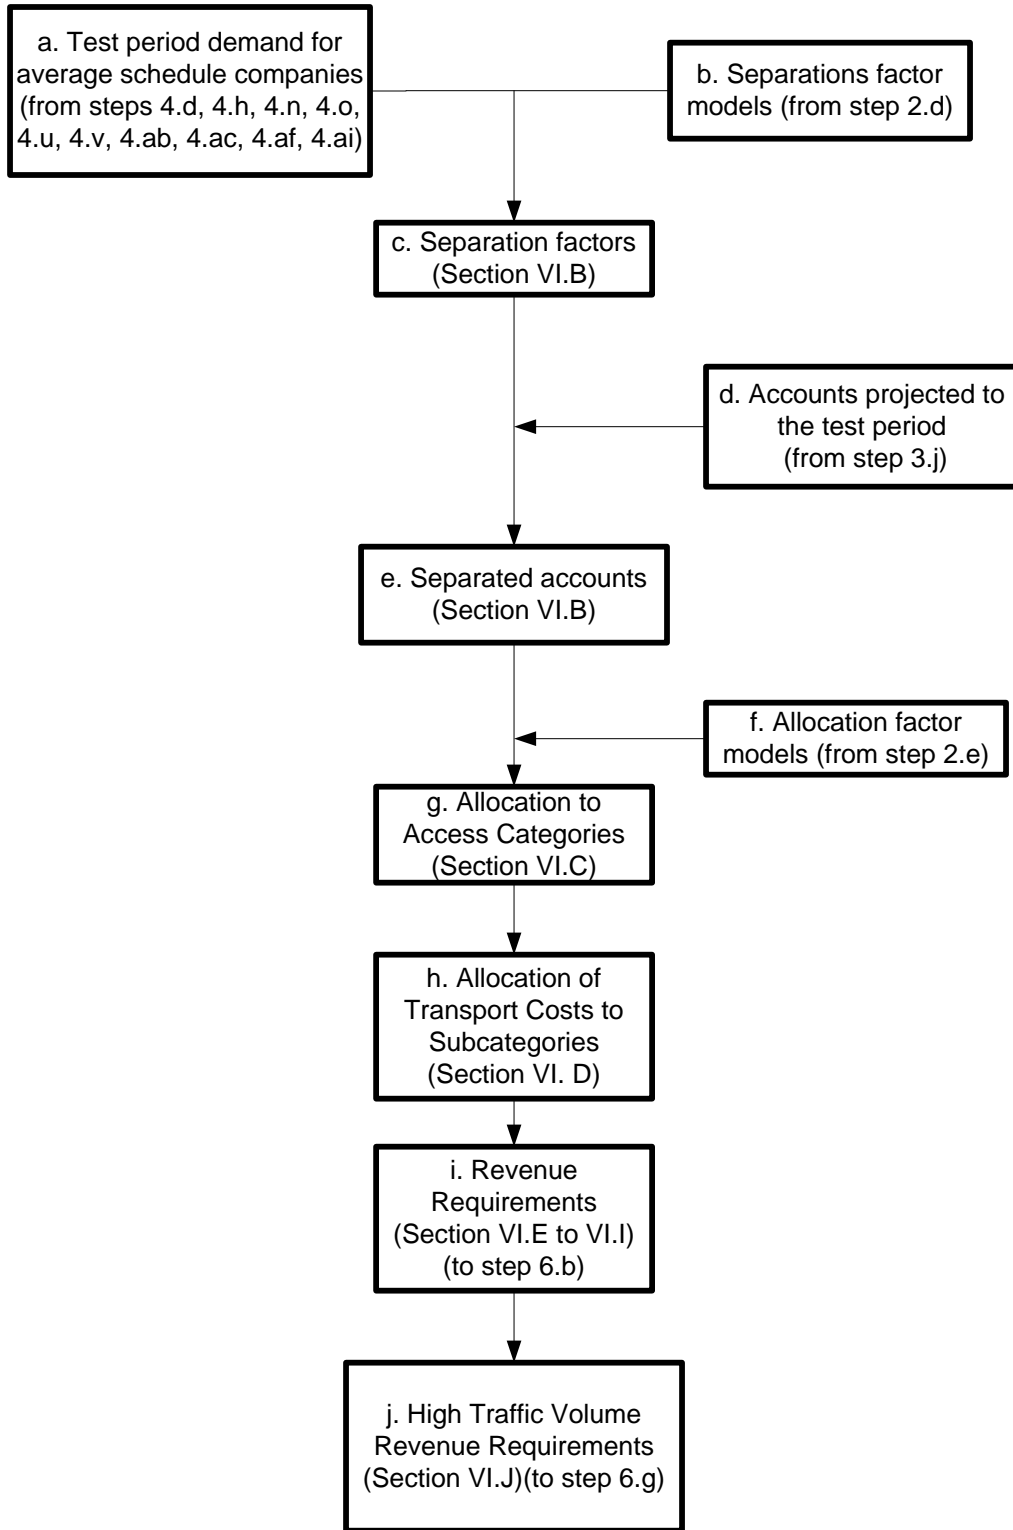 a. Test period demand for
average schedule companies
(from steps 4.d, 4.h, 4.n, 4.o,
4.u, 4.v, 4.ab, 4.ac, 4.af, 4.ai)
b. Separations factor
models (from step 2.d)
c. Separation factors
(Section VI.B)
d. Accounts projected to
the test period
(from step 3.j)
e. Separated accounts
(Section VI.B)
f. Allocation factor
models (from step 2.e)
g. Allocation to
Access Categories
(Section VI.C)
h. Allocation of
Transport Costs to
Subcategories
(Section VI. D)
i. Revenue
Requirements
(Section VI.E to VI.I)
(to step 6.b)
j. High Traffic Volume
Revenue Requirements
(Section VI.J)(to step 6.g)